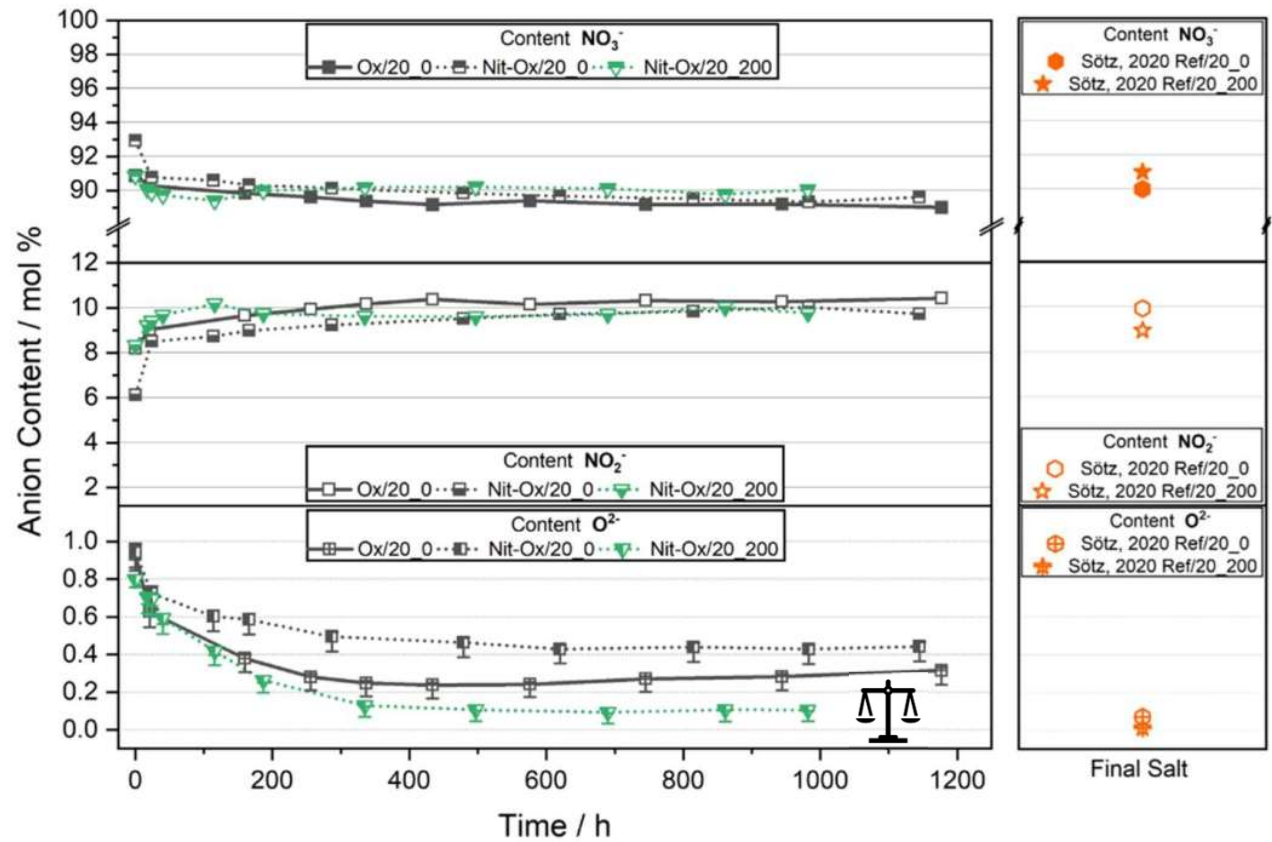 Content NO₃⁻
Ox/20_0 Nit-Ox/20_0 Nit-Ox/20_200
100
98
96
94
92
90
12
10
8
6
4
2
Content NO₂⁻
Ox/20_0 Nit-Ox/20_0 Nit-Ox/20_200
Content O²⁻
Ox/20_0 Nit-Ox/20_0 Nit-Ox/20_200
1.0
0.8
0.6
0.4
0.2
0.0
Anion Content / mol %
0 200 400 600 800 1000 1200
Time / h
Content NO₃⁻
Sötz, 2020 Ref/20_0
Sötz, 2020 Ref/20_200
Content NO₂⁻
Sötz, 2020 Ref/20_0
Sötz, 2020 Ref/20_200
Content O²⁻
Sötz, 2020 Ref/20_0
Sötz, 2020 Ref/20_200
Final Salt